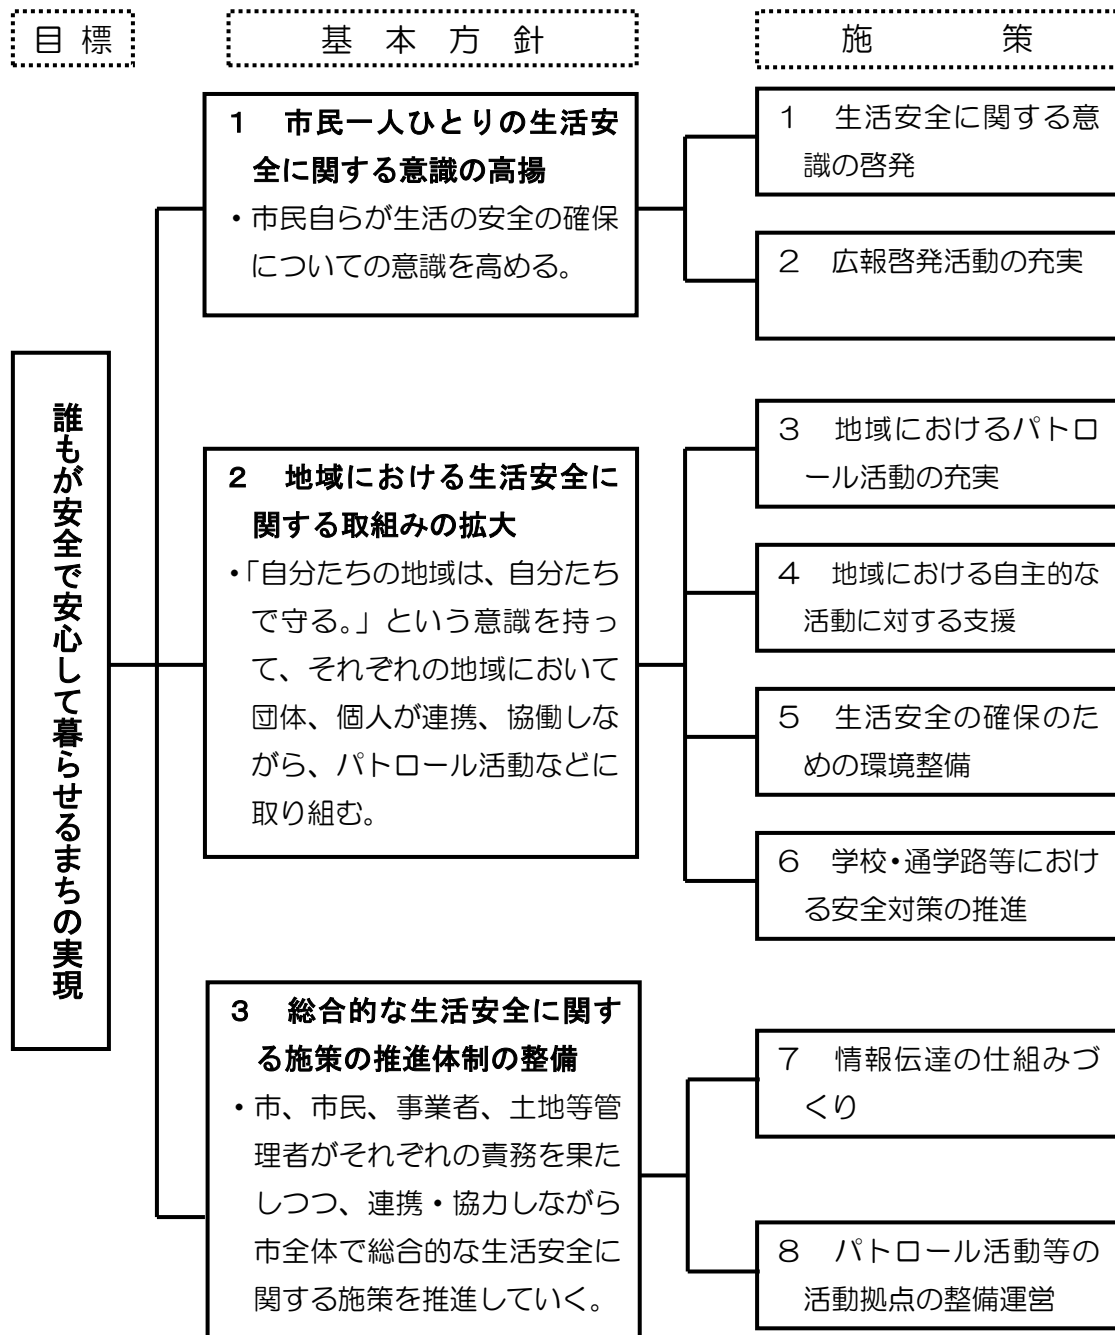 目標
基本方針
施策
誰もが安全で安心して暮らせるまちの実現
１　市民一人ひとりの生活安
全に関する意識の高揚
・市民自らが生活の安全の確保
についての意識を高める。
１　生活安全に関する意
識の啓発
２　広報啓発活動の充実
２　地域における生活安全に
関する取組みの拡大
・「自分たちの地域は、自分たち
で守る。」という意識を持っ
て、それぞれの地域において
団体、個人が連携、協働しな
がら、パトロール活動などに
取り組む。
３　地域におけるパトロ
ール活動の充実
４　地域における自主的な
活動に対する支援
５　生活安全の確保のた
めの環境整備
６　学校・通学路等におけ
る安全対策の推進
３　総合的な生活安全に関す
る施策の推進体制の整備
・市、市民、事業者、土地等管
理者がそれぞれの責務を果た
しつつ、連携・協力しながら
市全体で総合的な生活安全に
関する施策を推進していく。
７　情報伝達の仕組みづ
くり
８　パトロール活動等の
活動拠点の整備運営